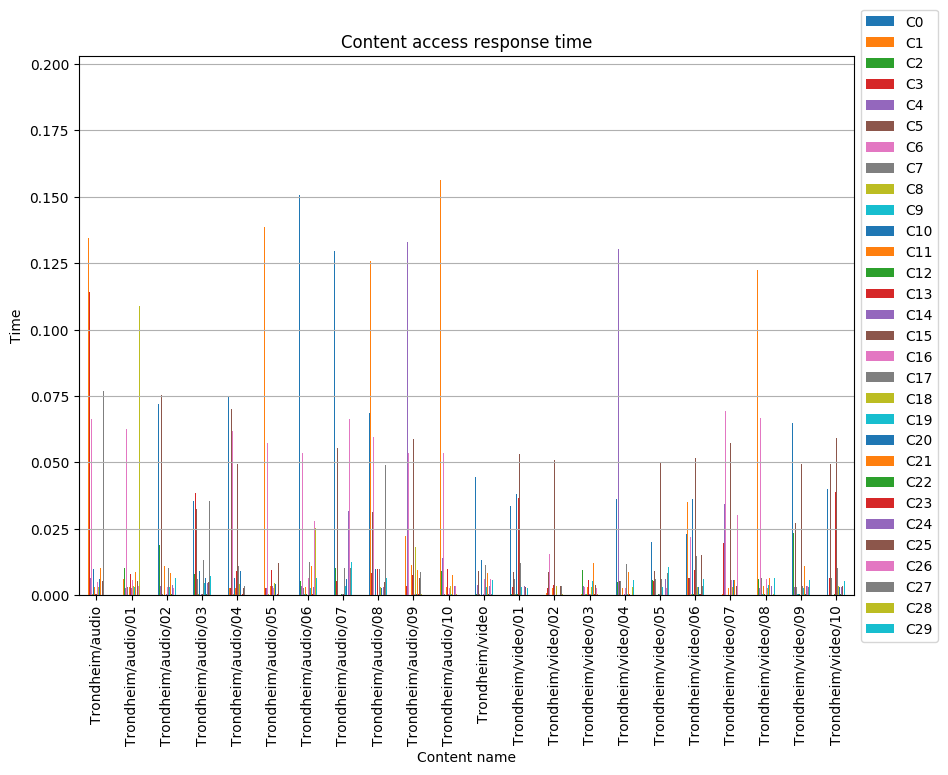 Content access response time
0.200
0.175
0.150
0.125
0.100
0.075
0.050
0.025
0.000
Time
Trondheim/audio
Trondheim/audio/01
Trondheim/audio/02
Trondheim/audio/03
Trondheim/audio/04
Trondheim/audio/05
Trondheim/audio/06
Trondheim/audio/07
Trondheim/audio/08
Trondheim/audio/09
Trondheim/audio/10
Trondheim/video
Trondheim/video/01
Trondheim/video/02
Trondheim/video/03
Trondheim/video/04
Trondheim/video/05
Trondheim/video/06
Trondheim/video/07
Trondheim/video/08
Trondheim/video/09
Trondheim/video/10
Content name
C0
C1
C2
C3
C4
C5
C6
C7
C8
C9
C10
C11
C12
C13
C14
C15
C16
C17
C18
C19
C20
C21
C22
C23
C24
C25
C26
C27
C28
C29